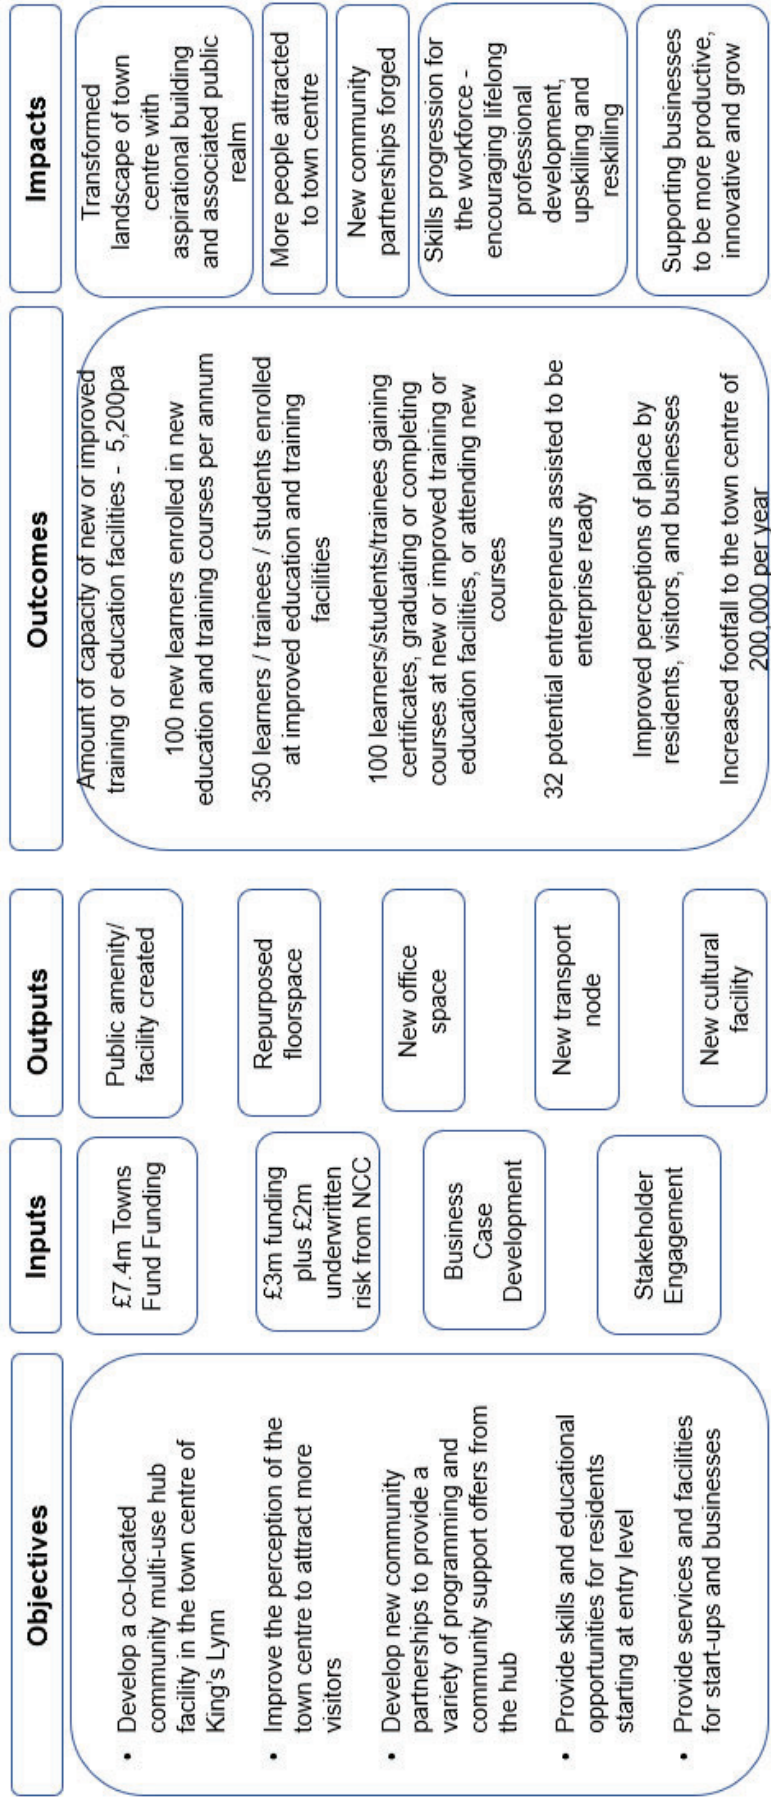 Objectives
• Develop a co-located
community multi-use hub
facility in the town centre of
King's Lynn
• Improve the perception of the
town centre to attract more
visitors
• Develop new community
partnerships to provide a
variety of programming and
community support offers from
the hub
• Provide skills and educational
opportunities for residents
starting at entry level
• Provide services and facilities
for start-ups and businesses
Inputs
£7.4m Towns
Fund Funding
£3m funding
plus £2m
underwritten
risk from NCC
Business
Case
Development
Stakeholder
Engagement
Outputs
Public amenity/
facility created
Repurposed
floorspace
New office
space
New transport
node
New cultural
facility
Outcomes
Amount of capacity of new or improved
training or education facilities - 5,200pa
100 new learners enrolled in new
education and training courses per annum
350 learners / trainees / students enrolled
at improved education and training
facilities
100 learners/students/trainees gaining
certificates, graduating or completing
courses at new or improved training or
education facilities, or attending new
courses
32 potential entrepreneurs assisted to be
enterprise ready
Improved perceptions of place by
residents, visitors, and businesses
Increased footfall to the town centre of
200,000 per year
Impacts
Transformed
landscape of town
centre with
aspirational building
and associated public
realm
More people attracted
to town centre
New community
partnerships forged
Skills progression for
the workforce -
encouraging lifelong
professional
development,
upskilling and
reskilling
Supporting businesses
to be more productive,
innovative and grow